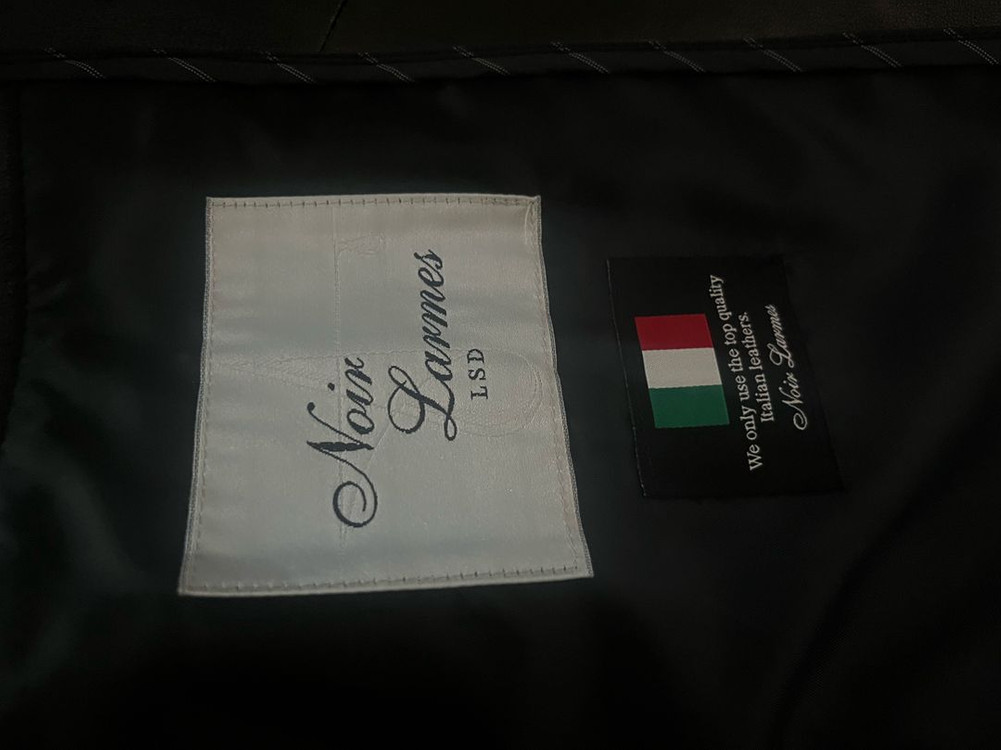 Noir
Larmes
LSD
We only use the top quality
Italian leathers.
Noir Larmes